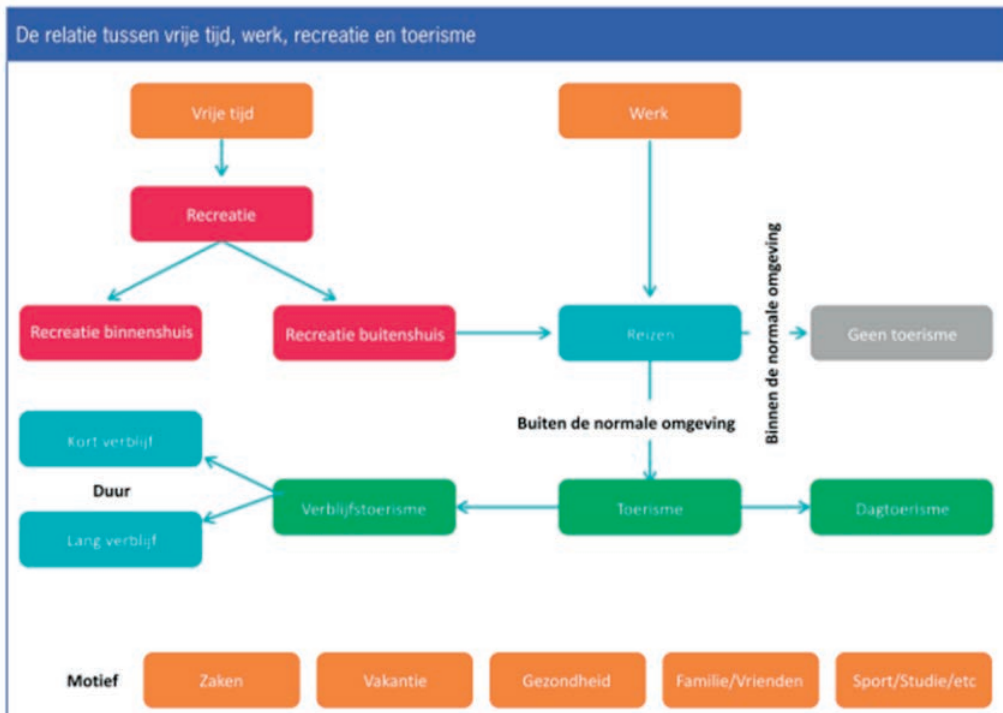 De relatie tussen vrije tijd, werk, recreatie en toerisme
Vrije tijd
Werk
Recreatie
Recreatie binnenshuis
Recreatie buitenshuis
Reizen
Binnen de normale omgeving
Geen toerisme
Buiten de normale omgeving
Kort verblijf
Duur
Lang verblijf
Verblijfstoerisme
Toerisme
Dagtoerisme
Motief
Zaken
Vakantie
Gezondheid
Familie/Vrienden
Sport/Studie/etc